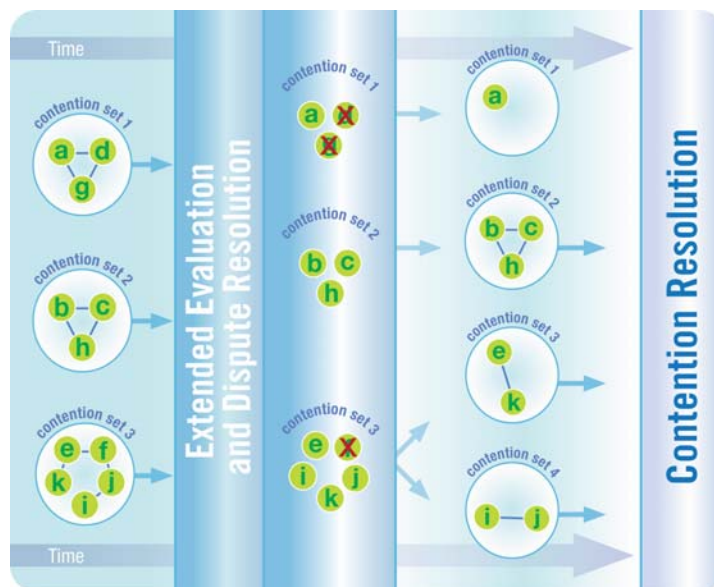 Time
contention set 1
a d
g
contention set 2
b c
h
contention set 3
e f
k j
i
Time
Extended Evaluation
and Dispute Resolution
contention set 1
a
contention set 2
b c
h
contention set 3
e
i j
k
contention set 1
a
contention set 2
b c
h
contention set 3
e
k
contention set 4
i j
Contention Resolution